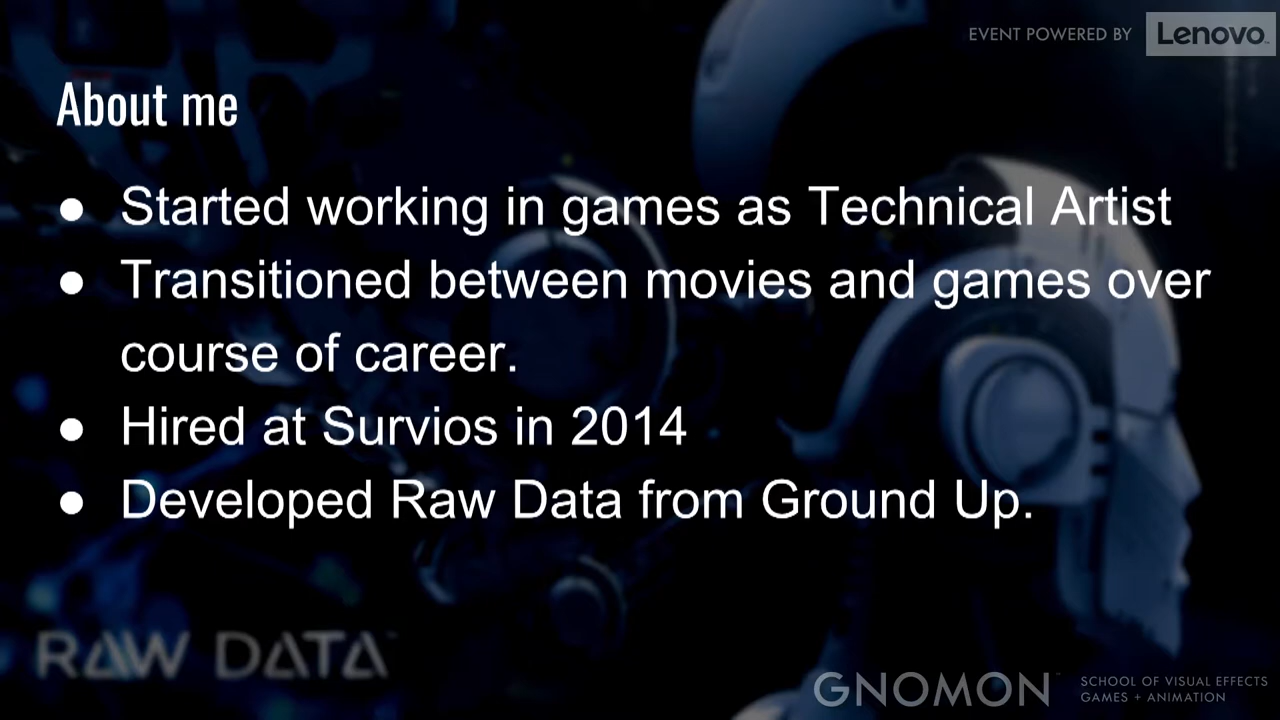 EVENT POWERED BY Lenovo
About me
● Started working in games as Technical Artist
● Transitioned between movies and games over
course of career.
● Hired at Survios in 2014
● Developed Raw Data from Ground Up.
RAW DATA
GNOMON SCHOOL OF VISUAL EFFECTS
GAMES + ANIMATION